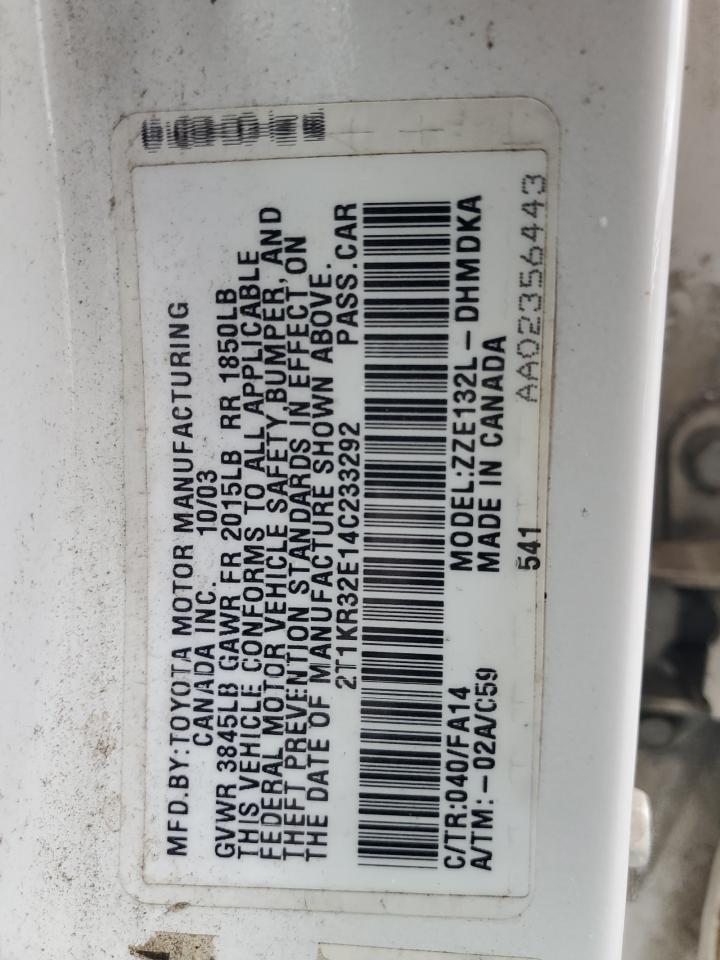 MFD.BY:TOYOTA MOTOR MANUFACTURING
CANADA INC. 10/03
GVWR 3845LB GAWR FR 2015LB RR 1850LB
THIS VEHICLE CONFORMS TO ALL APPLICABLE
FEDERAL MOTOR VEHICLE SAFETY,BUMPER, AND
THEFT PREVENTION STANDARDS IN EFFECT ON
THE DATE OF MANUFACTURE SHOWN ABOVE.
2T1KR32E14C233292 PASS.CAR
C/TR:040/FA14 MODEL:ZZE132L-DHMDKA
A/TM:-02A/C59 MADE IN CANADA
541 AA02356443